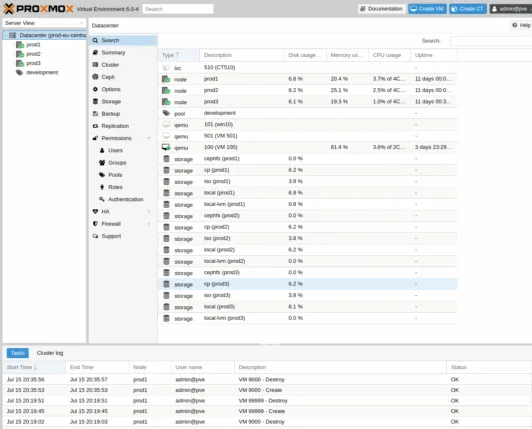 PROXMOX Virtual Environment 6.0-4 Search Documentation Create VM Create CT admin@pve
Server View Datacenter Help
Datacenter (prod-eu-centra
prod1
prod2
prod3
development
Search
Summary
Cluster
Ceph
Options
Storage
Backup
Replication
Permissions
Users
Groups
Pools
Roles
Authentication
HA
Firewall
Support
Search:
Type ↑ Description Disk usage... Memory us... CPU usage Uptime
lxc 510 (CT510) -
node prod1 6.8 % 20.4 % 3.7% of 4C... 11 days 00:0...
node prod2 6.2 % 25.1 % 2.5% of 4C... 11 days 00:0...
node prod3 6.1 % 19.3 % 1.0% of 4C... 11 days 00:3...
pool development -
qemu 101 (win10) -
qemu 501 (VM 501) -
qemu 100 (VM 100) 81.4 % 3.6% of 2C... 3 days 23:29...
storage cephfs (prod1) 0.0 % -
storage cp (prod1) 6.2 % -
storage iso (prod1) 3.8 % -
storage local (prod1) 6.8 % -
storage local-lvm (prod1) 0.8 % -
storage cephfs (prod2) 0.0 % -
storage cp (prod2) 6.2 % -
storage iso (prod2) 3.8 % -
storage local (prod2) 6.2 % -
storage local-lvm (prod2) 0.0 % -
storage cephfs (prod3) 0.0 % -
storage cp (prod3) 6.2 % -
storage iso (prod3) 3.8 % -
storage local (prod3) 6.1 % -
storage local-lvm (prod3) 0.0 % -
Tasks Cluster log
Start Time ↓ End Time Node User name Description Status
Jul 15 20:35:56 Jul 15 20:35:57 prod1 admin@pve VM 9000 - Destroy OK
Jul 15 20:35:53 Jul 15 20:35:53 prod1 admin@pve VM 9000 - Create OK
Jul 15 20:19:51 Jul 15 20:19:51 prod1 admin@pve VM 99999 - Destroy OK
Jul 15 20:19:45 Jul 15 20:19:45 prod1 admin@pve VM 99999 - Create OK
Jul 15 20:19:02 Jul 15 20:19:03 prod1 admin@pve VM 9000 - Destroy OK